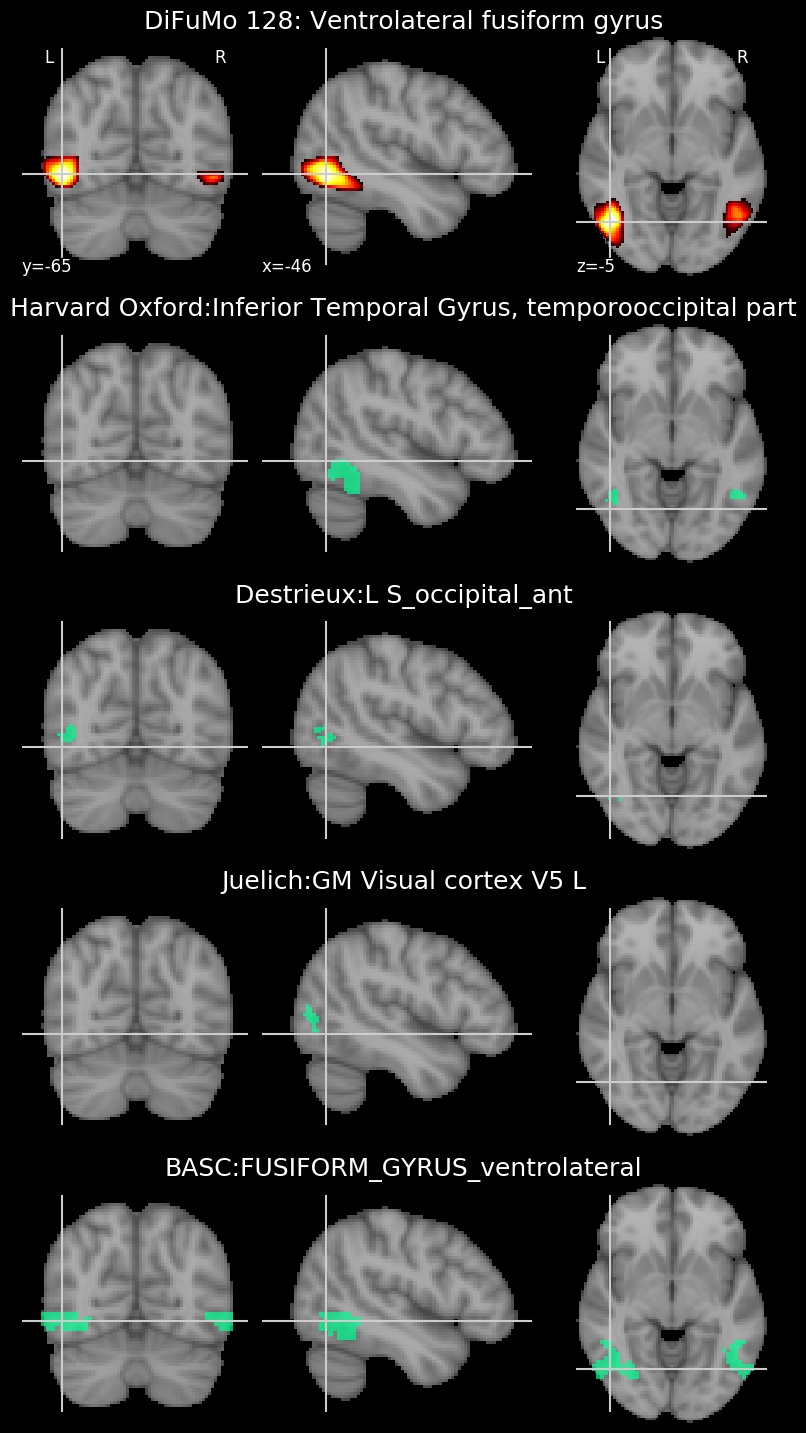 DiFuMo 128: Ventrolateral fusiform gyrus
L R L R
y=-65 x=-46 z=-5
Harvard Oxford:Inferior Temporal Gyrus, temporooccipital part
Destrieux:L S_occipital_ant
Juelich:GM Visual cortex V5 L
BASC:FUSIFORM_GYRUS_ventrolateral